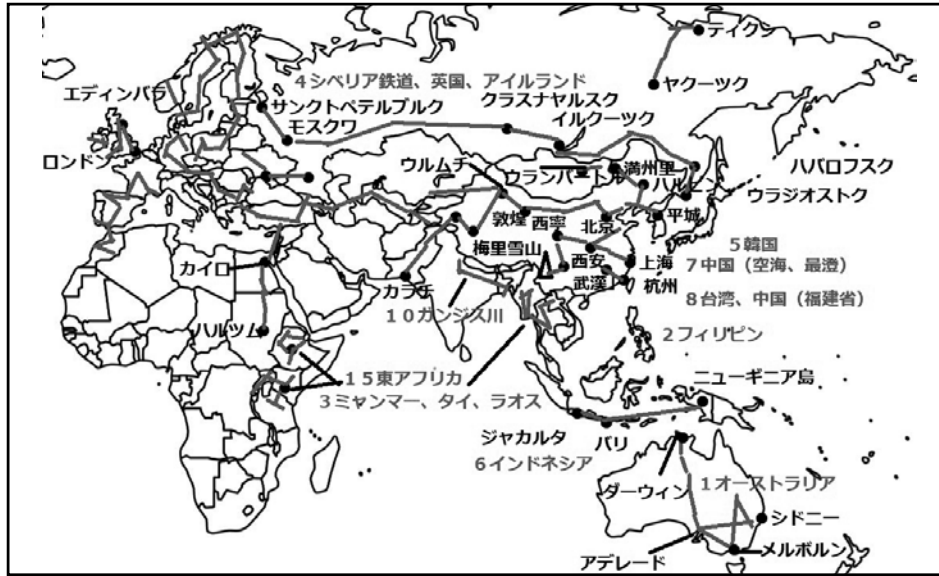 テイクシ
ヤクーツク
4シベリア鉄道、英国、アイルランド
エディンバラ
サンクトペテルブルク
クラスナヤルスク
モスクワ
イルクーツク
ロンドン
ウルムチ
ウランバートル
満州里
ハバロフスク
ハルビン
ウラジオストク
敦煌
西寧
北京
平城
梅里雪山
5韓国
カイロ
西安
上海
7中国(空海、最澄)
カラチ
武漢
杭州
10ガンジス川
8台湾、中国(福建省)
ハルツム
2フィリピン
15東アフリカ
ニューギニア島
3ミャンマー、タイ、ラオス
ジャカルタ
バリ
6インドネシア
ダーウィン
1オーストラリア
シドニー
アデレード
メルボルン